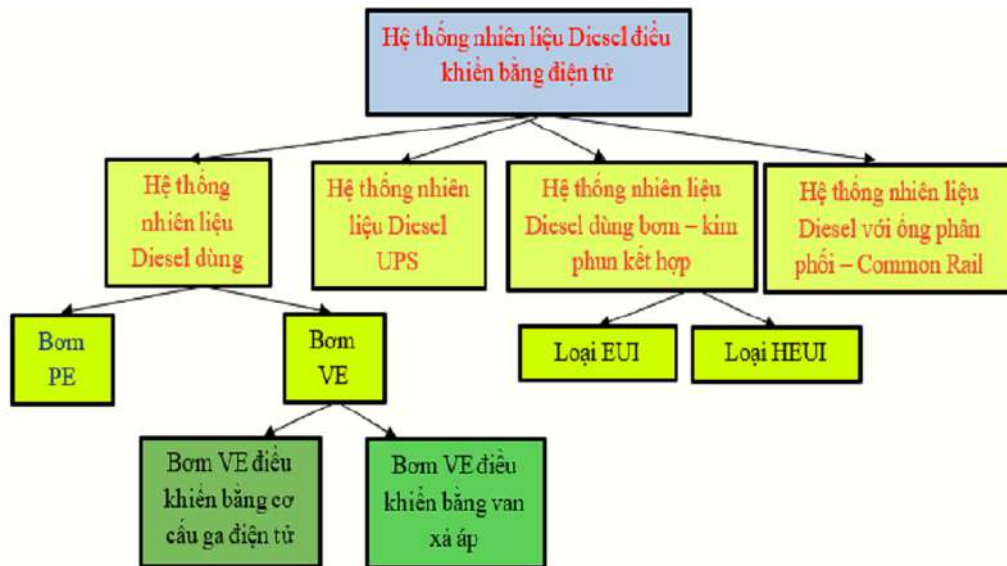 Hệ thống nhiên liệu Diesel điều
khiển bằng điện tử
Hệ thống
nhiên liệu
Diesel dùng
Hệ thống nhiên
liệu Diesel
UPS
Hệ thống nhiên liệu
Diesel dùng bơm – kim
phun kết hợp
Hệ thống nhiên liệu
Diesel với ống phân
phối – Common Rail
Bơm
PE
Bơm
VE
Loại EUI
Loại HEUI
Bơm VE điều
khiển bằng cơ
cấu ga điện tử
Bơm VE điều
khiển bằng van
xả áp